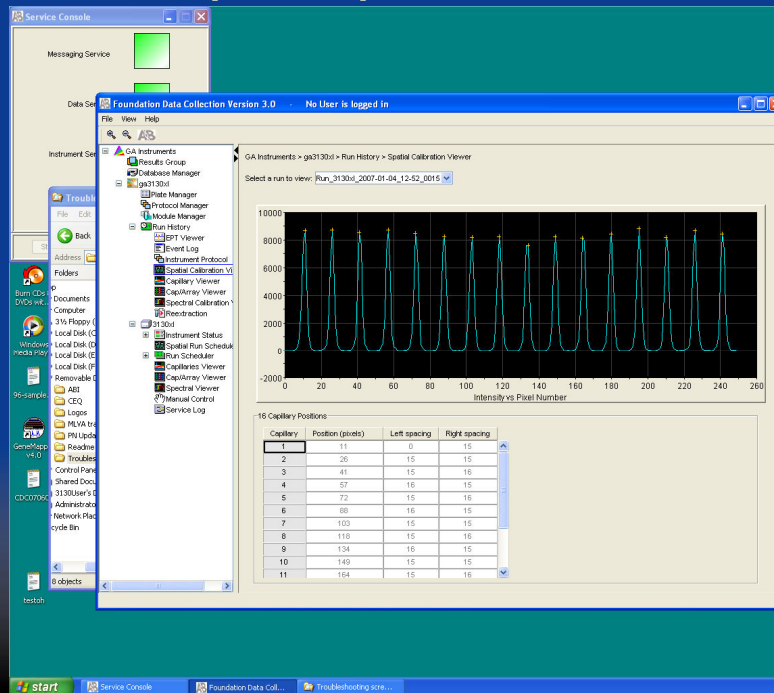 Service Console
Messaging Service
Data Ser
Instrument Ser
Foundation Data Collection Version 3.0 - No User is logged in
File View Help
GA Instruments
Results Group
Database Manager
ga3130xl
Plate Manager
Protocol Manager
Module Manager
Run History
EPT Viewer
Event Log
Instrument Protocol
Spatial Calibration Vi
Capillary Viewer
Cap/Array Viewer
Spectral Calibration
Reextraction
3130xl
Instrument Status
Spatial Run Schedule
Run Scheduler
Capillaries Viewer
Cap/Array Viewer
Spectral Viewer
Manual Control
Service Log
GA Instruments > ga3130xl > Run History > Spatial Calibration Viewer
Select a run to view: Run_3130xl_2007-01-04_12-52_0015
10000
8000
6000
4000
2000
0
-2000
0 20 40 60 80 100 120 140 160 180 200 220 240 260
Intensity vs Pixel Number
16 Capillary Positions
Capillary Position (pixels) Left spacing Right spacing
1 11 0 15
2 26 15 15
3 41 15 16
4 57 16 15
5 72 15 16
6 88 16 15
7 103 15 15
8 118 15 16
9 134 16 15
10 149 15 15
11 164 15 16
Troubl
File Edit
Back
Address
Folders
Documents
Computer
3½ Floppy (
Local Disk (C
Local Disk (D
Local Disk (E
Local Disk (F
Removable D
ABI
CEQ
Logos
MLVA tra
PN Upda
Readme
Troubles
Control Pane
Shared Docu
3130User's D
Administrato
Network Plac
cycle Bin
8 objects
Burn CDs
DVDs wit...
Windows
Media Play
96-sample.
GeneMapp
v4.0
CDC0706
testoh
start
Service Console
Foundation Data Coll...
Troubleshooting scre...